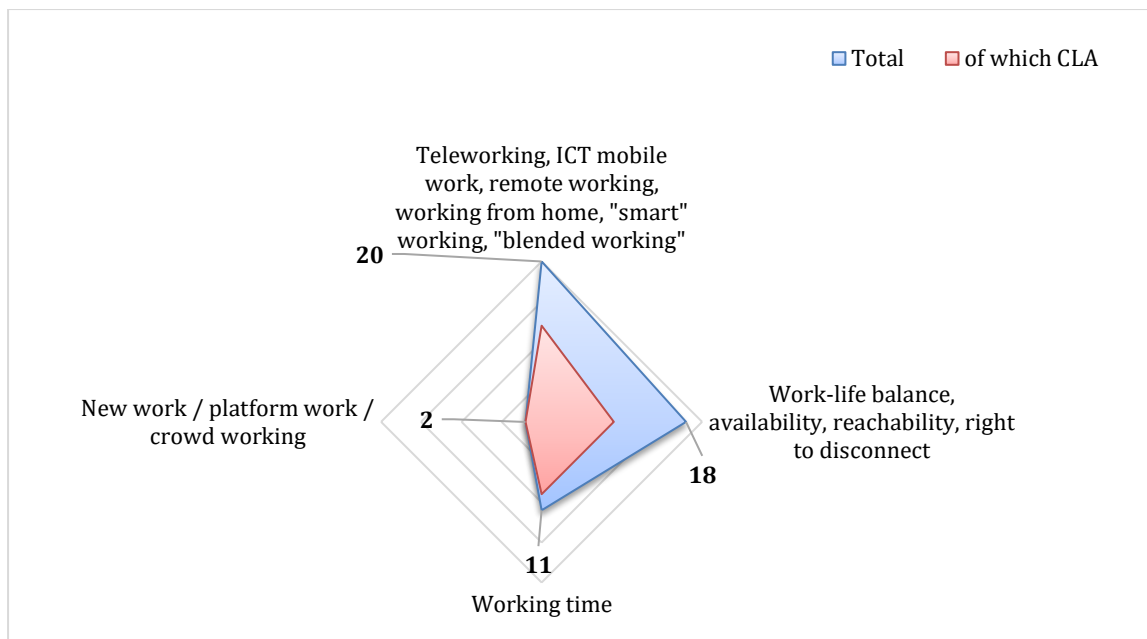 Total of which CLA
Teleworking, ICT mobile
work, remote working,
working from home, "smart"
working, "blended working"
20
New work / platform work /
crowd working
2
Work-life balance,
availability, reachability, right
to disconnect
18
11
Working time